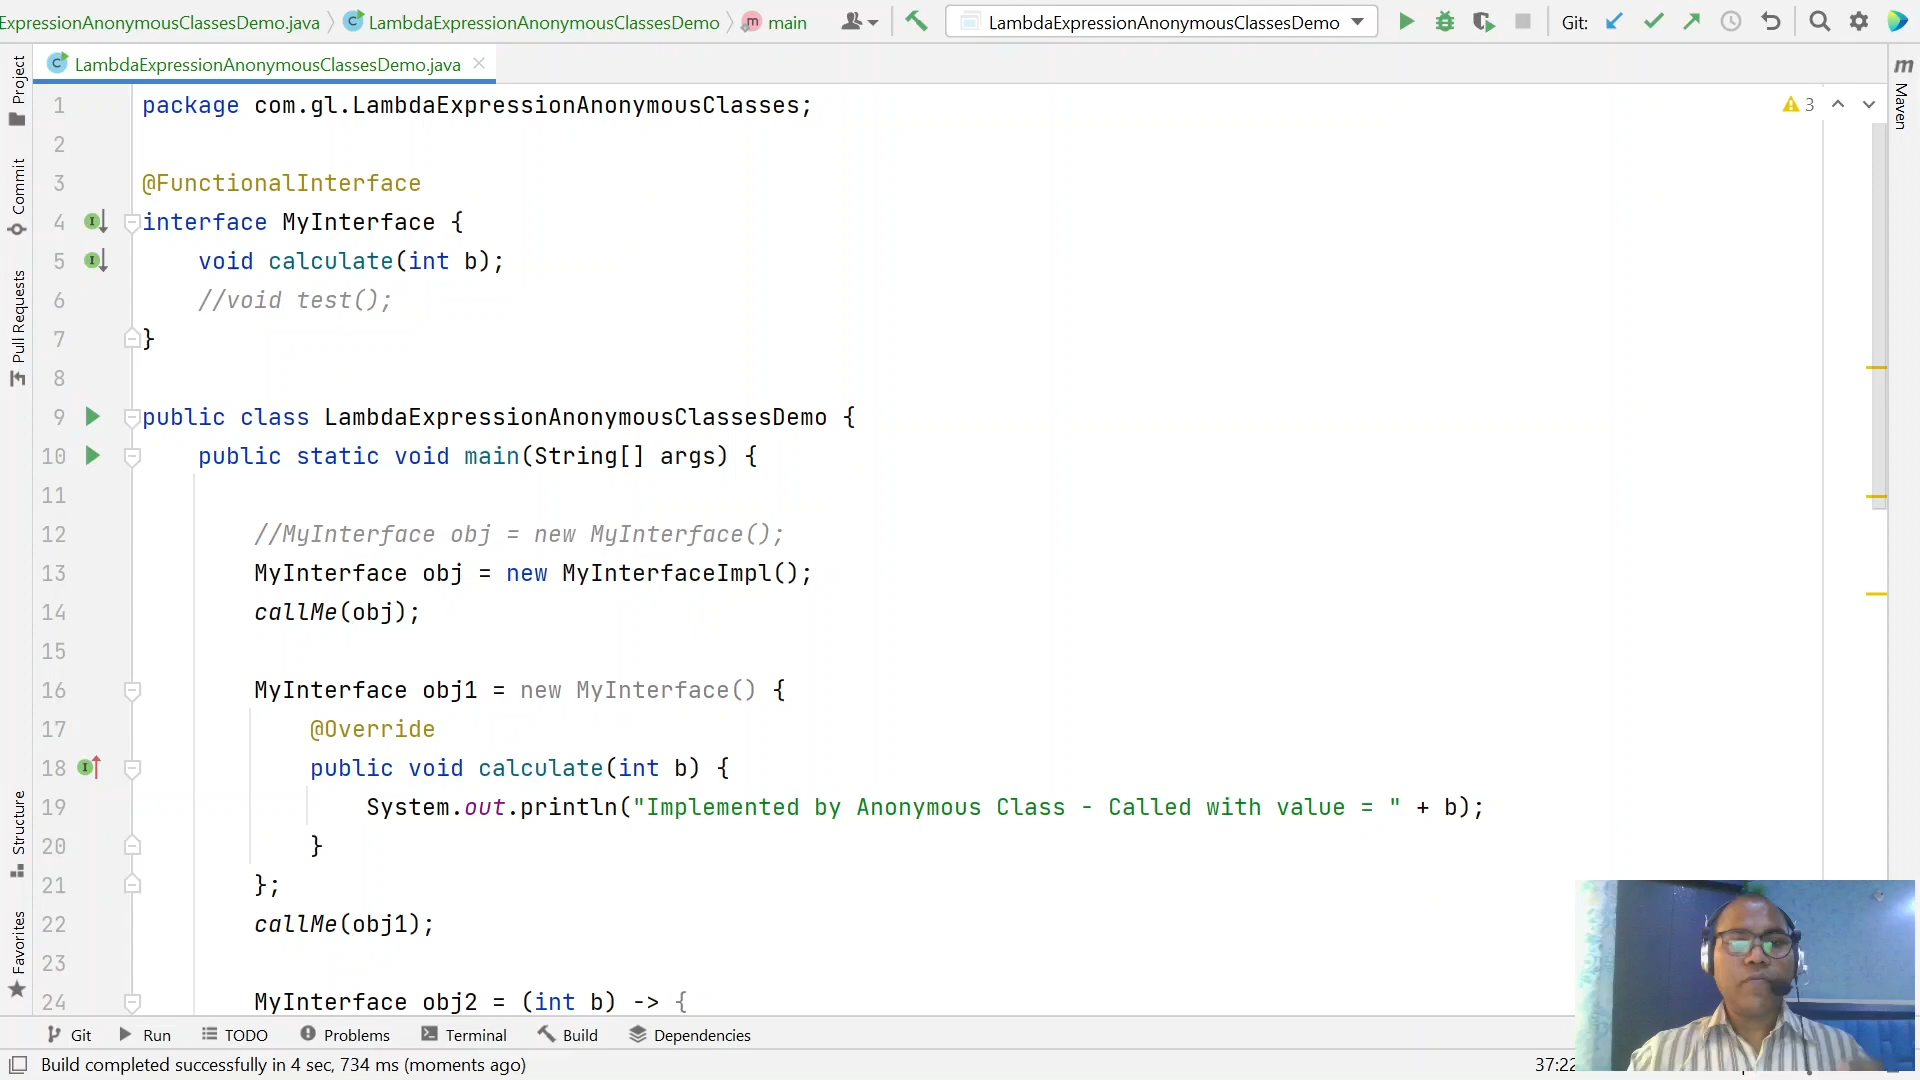 ExpressionAnonymousClassesDemo.java LambdaExpressionAnonymousClassesDemo main LambdaExpressionAnonymousClassesDemo Git:
LambdaExpressionAnonymousClassesDemo.java
Project
Commit
Pull Requests
Structure
Favorites
Maven
3
1 package com.gl.LambdaExpressionAnonymousClasses;
2
3 @FunctionalInterface
4 interface MyInterface {
5 void calculate(int b);
6 //void test();
7 }
8
9 public class LambdaExpressionAnonymousClassesDemo {
10 public static void main(String[] args) {
11
12 //MyInterface obj = new MyInterface();
13 MyInterface obj = new MyInterfaceImpl();
14 callMe(obj);
15
16 MyInterface obj1 = new MyInterface() {
17 @Override
18 public void calculate(int b) {
19 System.out.println("Implemented by Anonymous Class - Called with value = " + b);
20 }
21 };
22 callMe(obj1);
23
24 MyInterface obj2 = (int b) -> {
Git Run TODO Problems Terminal Build Dependencies
Build completed successfully in 4 sec, 734 ms (moments ago) 37:22